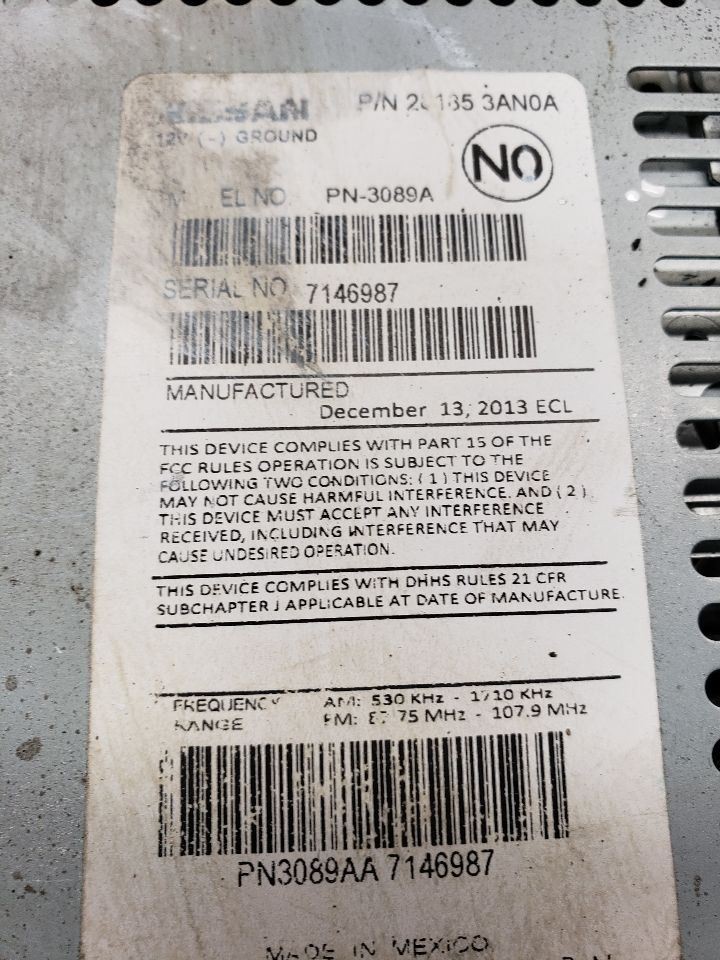 NISSAN P/N 28185 3AN0A
12V (-) GROUND
NO
EL NO. PN-3089A
SERIAL NO. 7146987
MANUFACTURED
December 13, 2013 ECL
THIS DEVICE COMPLIES WITH PART 15 OF THE
FCC RULES OPERATION IS SUBJECT TO THE
FOLLOWING TWO CONDITIONS: ( 1 ) THIS DEVICE
MAY NOT CAUSE HARMFUL INTERFERENCE. AND ( 2 )
THIS DEVICE MUST ACCEPT ANY INTERFERENCE
RECEIVED, INCLUDING INTERFERENCE THAT MAY
CAUSE UNDESIRED OPERATION.
THIS DEVICE COMPLIES WITH DHHS RULES 21 CFR
SUBCHAPTER J APPLICABLE AT DATE OF MANUFACTURE.
FREQUENCY AM: 530 KHz - 1710 KHz
RANGE FM: 87.75 MHz - 107.9 MHz
PN3089AA 7146987
MADE IN MEXICO